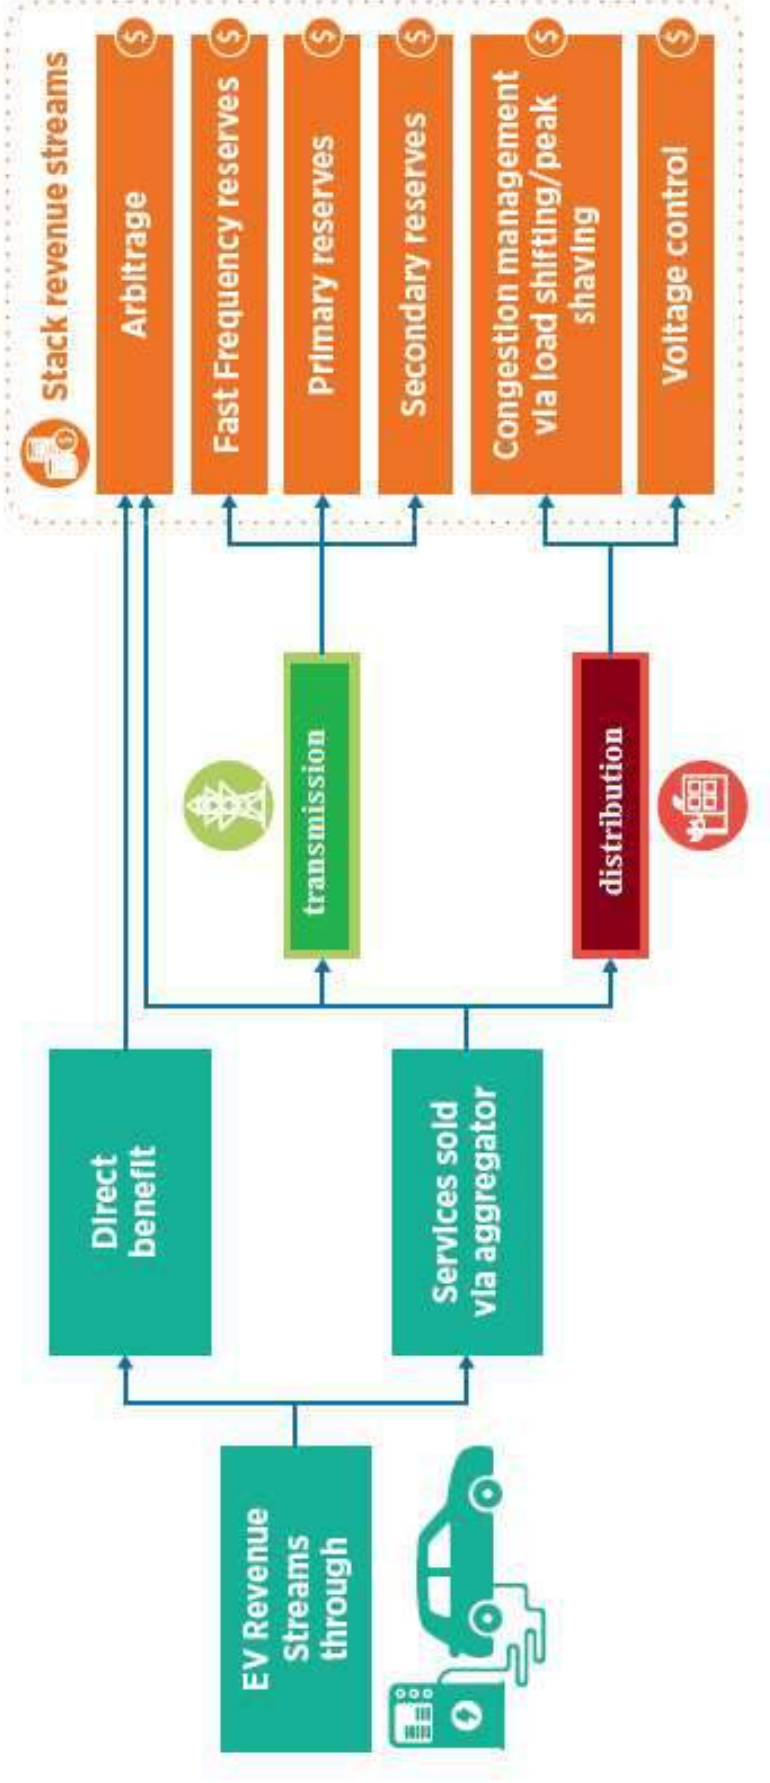 EV Revenue
Streams
through
Direct
benefit
Services sold
via aggregator
transmission
distribution
Stack revenue streams
Arbitrage
Fast Frequency reserves
Primary reserves
Secondary reserves
Congestion management
via load shifting/peak
shaving
Voltage control